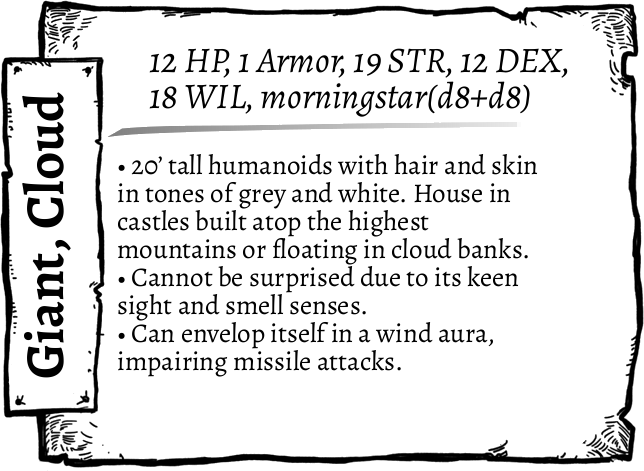 Giant, Cloud
12 HP, 1 Armor, 19 STR, 12 DEX,
18 WIL, morningstar(d8+d8)
• 20’ tall humanoids with hair and skin
in tones of grey and white. House in
castles built atop the highest
mountains or floating in cloud banks.
• Cannot be surprised due to its keen
sight and smell senses.
• Can envelop itself in a wind aura,
impairing missile attacks.